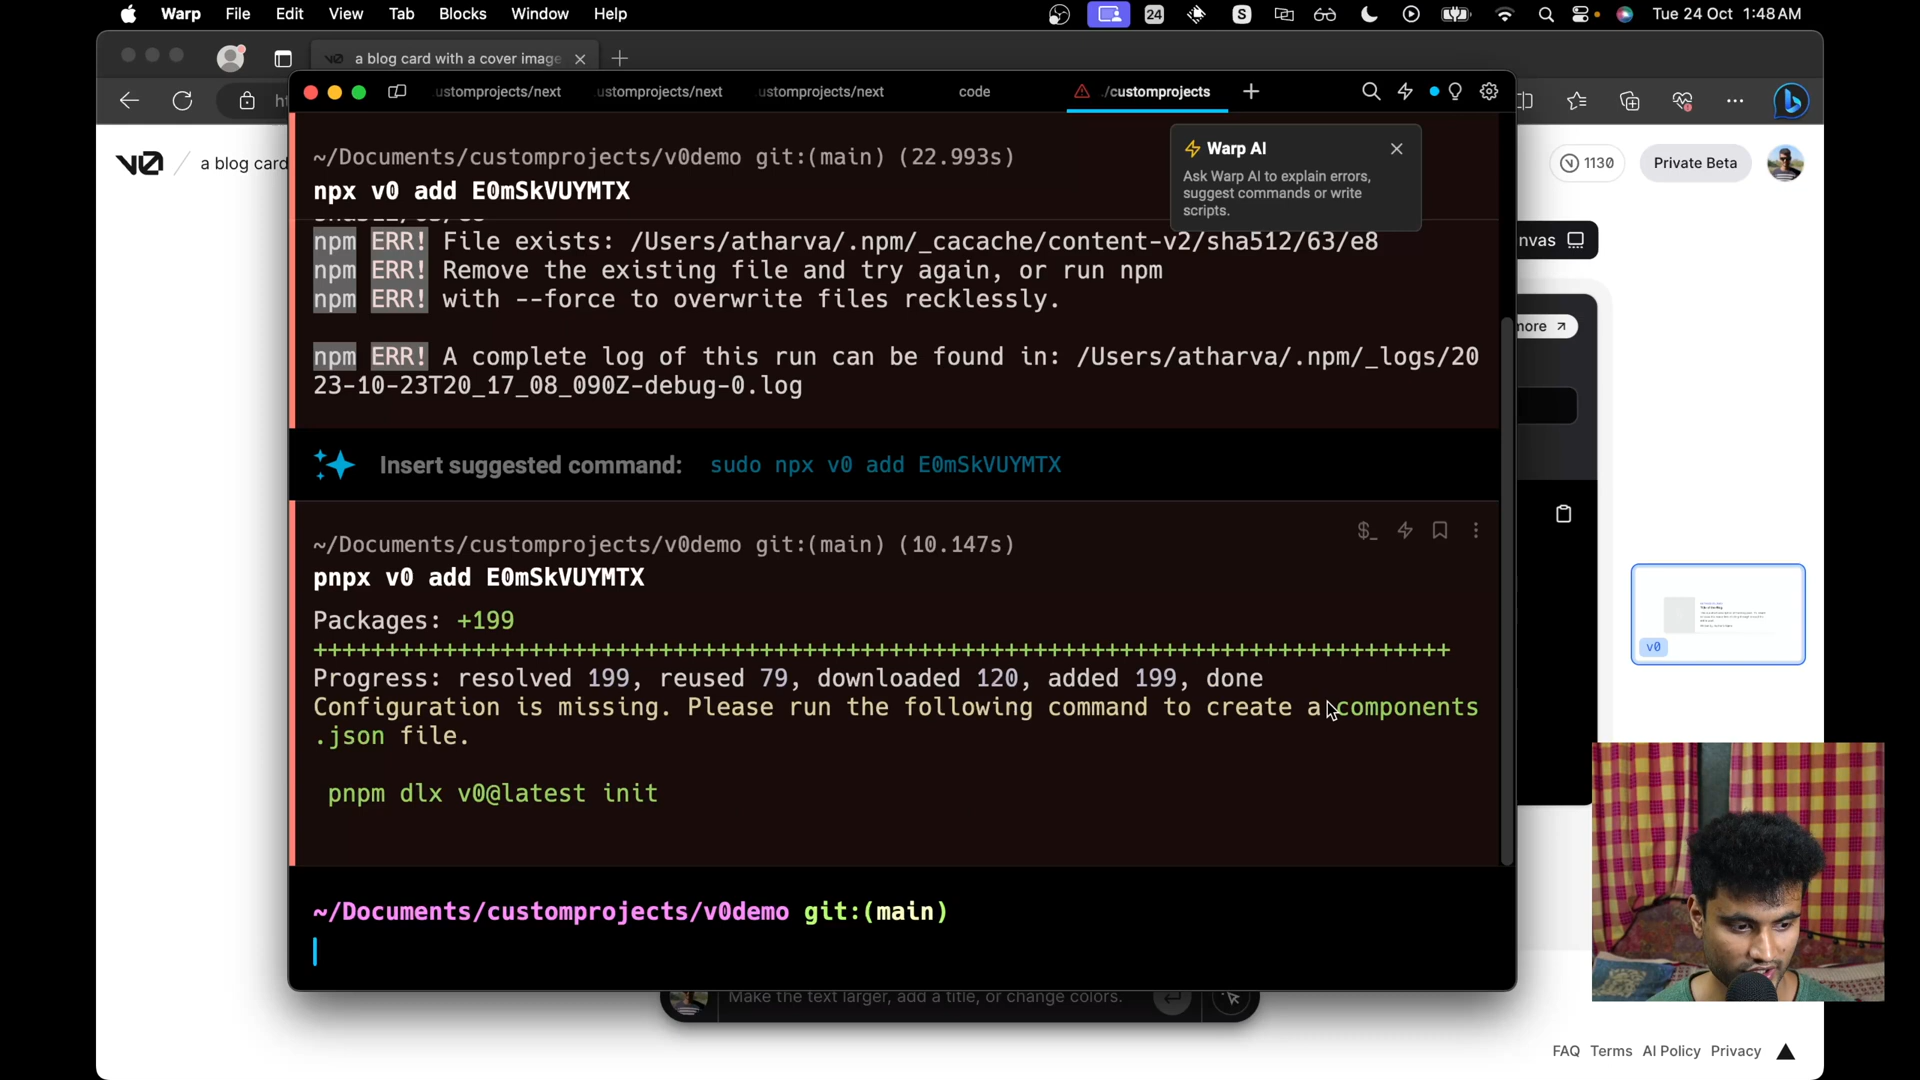 Warp File Edit View Tab Blocks Window Help
24 S Tue 24 Oct 1:48 AM
a blog card with a cover image
ustomprojects/next ustomprojects/next ustomprojects/next code /customprojects
a blog card
1130 Private Beta
~/Documents/customprojects/v0demo git:(main) (22.993s)
npx v0 add E0mSkVUYMTX
Warp AI
Ask Warp AI to explain errors,
suggest commands or write
scripts.
npm ERR! File exists: /Users/atharva/.npm/_cacache/content-v2/sha512/63/e8
npm ERR! Remove the existing file and try again, or run npm
npm ERR! with --force to overwrite files recklessly.
npm ERR! A complete log of this run can be found in: /Users/atharva/.npm/_logs/20
23-10-23T20_17_08_090Z-debug-0.log
nvas
more
Insert suggested command: sudo npx v0 add E0mSkVUYMTX
~/Documents/customprojects/v0demo git:(main) (10.147s)
$_
pnpx v0 add E0mSkVUYMTX
Packages: +199
+++++++++++++++++++++++++++++++++++++++++++++++++++++++++++++++++++++++++++++++
Progress: resolved 199, reused 79, downloaded 120, added 199, done
Configuration is missing. Please run the following command to create a components
.json file.
pnpm dlx v0@latest init
v0
~/Documents/customprojects/v0demo git:(main)
Make the text larger, add a title, or change colors.
FAQ Terms AI Policy Privacy